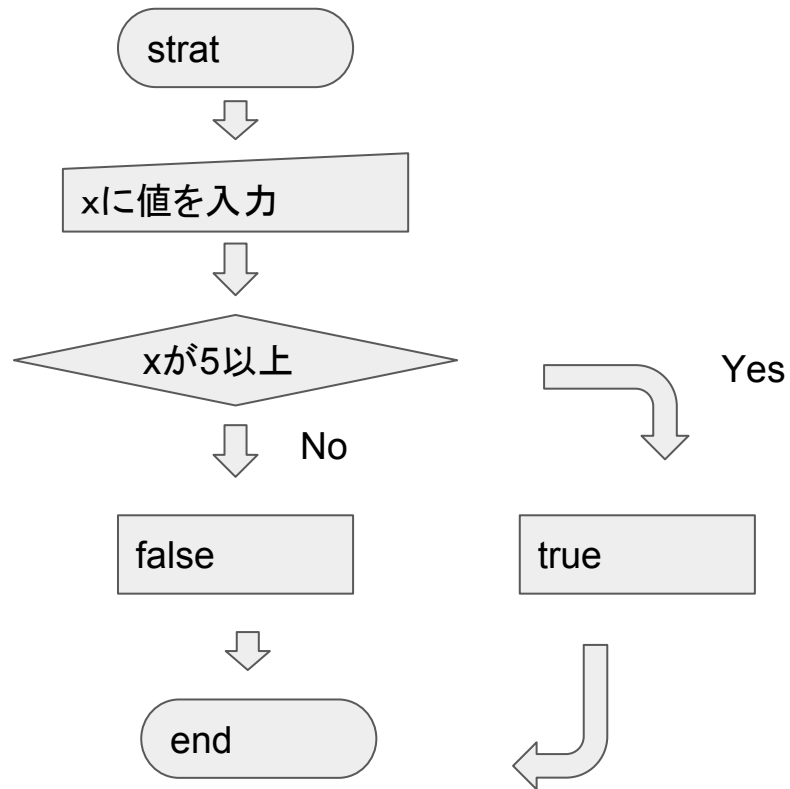 strat
xに値を入力
xが5以上
Yes
No
false
true
end